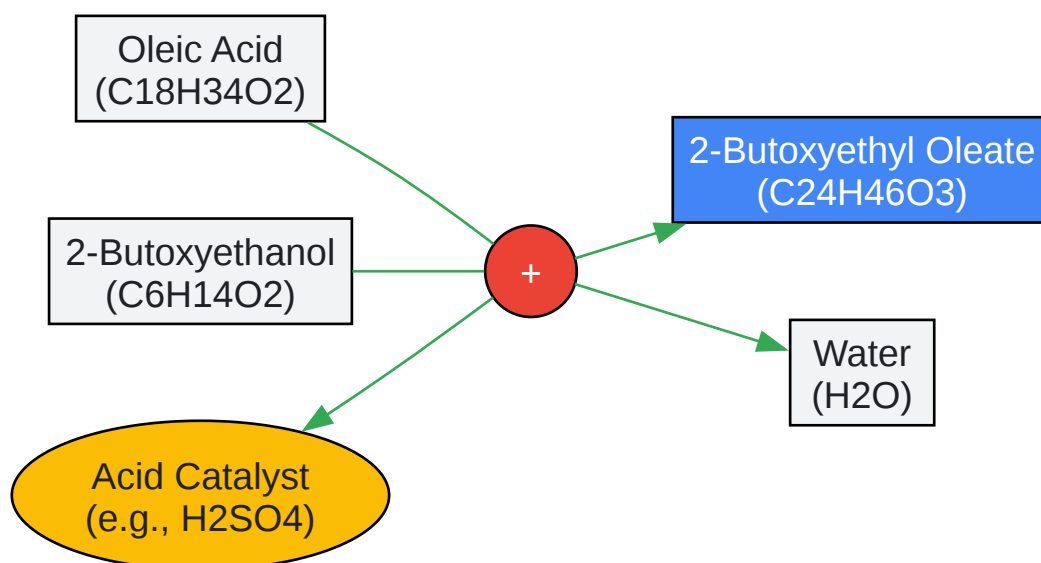 Oleic Acid
(C18H34O2)
2-Butoxyethanol
(C6H14O2)
Acid Catalyst
(e.g., H2SO4)
+
2-Butoxyethyl Oleate
(C24H46O3)
Water
(H2O)